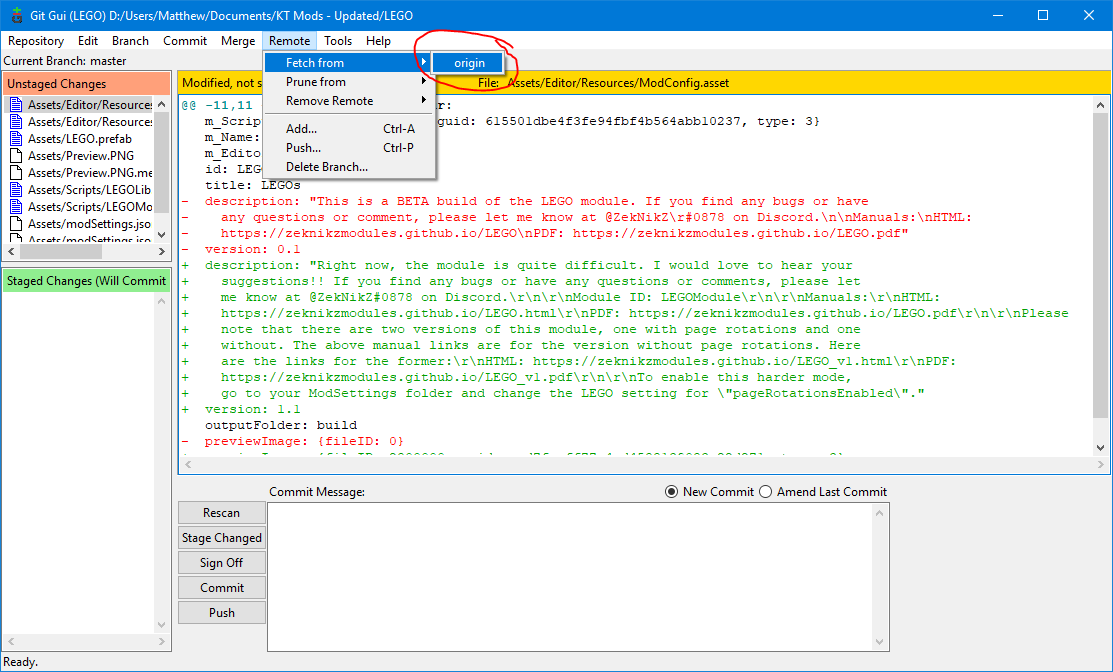 Git Gui (LEGO) D:/Users/Matthew/Documents/KT Mods - Updated/LEGO
Repository Edit Branch Commit Merge Remote Tools Help
Current Branch: master
Fetch from
origin
Prune from
Remove Remote
Add... Ctrl-A
Push... Ctrl-P
Delete Branch...
Unstaged Changes
Assets/Editor/Resources
Assets/Editor/Resources
Assets/LEGO.prefab
Assets/Preview.PNG
Assets/Preview.PNG.me
Assets/Scripts/LEGOLib
Assets/Scripts/LEGOMo
Assets/modSettings.jso
Assets/modSettings.jso
Staged Changes (Will Commit
Modified, not s File: Assets/Editor/Resources/ModConfig.asset
@@ -11,11 r:
m_Scrip guid: 615501dbe4f3fe94fbf4b564abb10237, type: 3}
m_Name:
m_Edito
id: LEG
title: LEGOs
- description: "This is a BETA build of the LEGO module. If you find any bugs or have
- any questions or comment, please let me know at @ZekNikZ\r#0878 on Discord.\n\nManuals:\nHTML:
- https://zeknikzmodules.github.io/LEGO\nPDF: https://zeknikzmodules.github.io/LEGO.pdf"
- version: 0.1
+ description: "Right now, the module is quite difficult. I would love to hear your
+ suggestions!! If you find any bugs or have any questions or comments, please let
+ me know at @ZekNikZ#0878 on Discord.\r\n\r\nModule ID: LEGOModule\r\n\r\nManuals:\r\nHTML:
+ https://zeknikzmodules.github.io/LEGO.html\r\nPDF: https://zeknikzmodules.github.io/LEGO.pdf\r\n\r\nPlease
+ note that there are two versions of this module, one with page rotations and one
+ without. The above manual links are for the version without page rotations. Here
+ are the links for the former:\r\nHTML: https://zeknikzmodules.github.io/LEGO_v1.html\r\nPDF:
+ https://zeknikzmodules.github.io/LEGO_v1.pdf\r\n\r\nTo enable this harder mode,
+ go to your ModSettings folder and change the LEGO setting for \"pageRotationsEnabled\"."
+ version: 1.1
outputFolder: build
- previewImage: {fileID: 0}
Commit Message:
New Commit Amend Last Commit
Rescan
Stage Changed
Sign Off
Commit
Push
Ready.